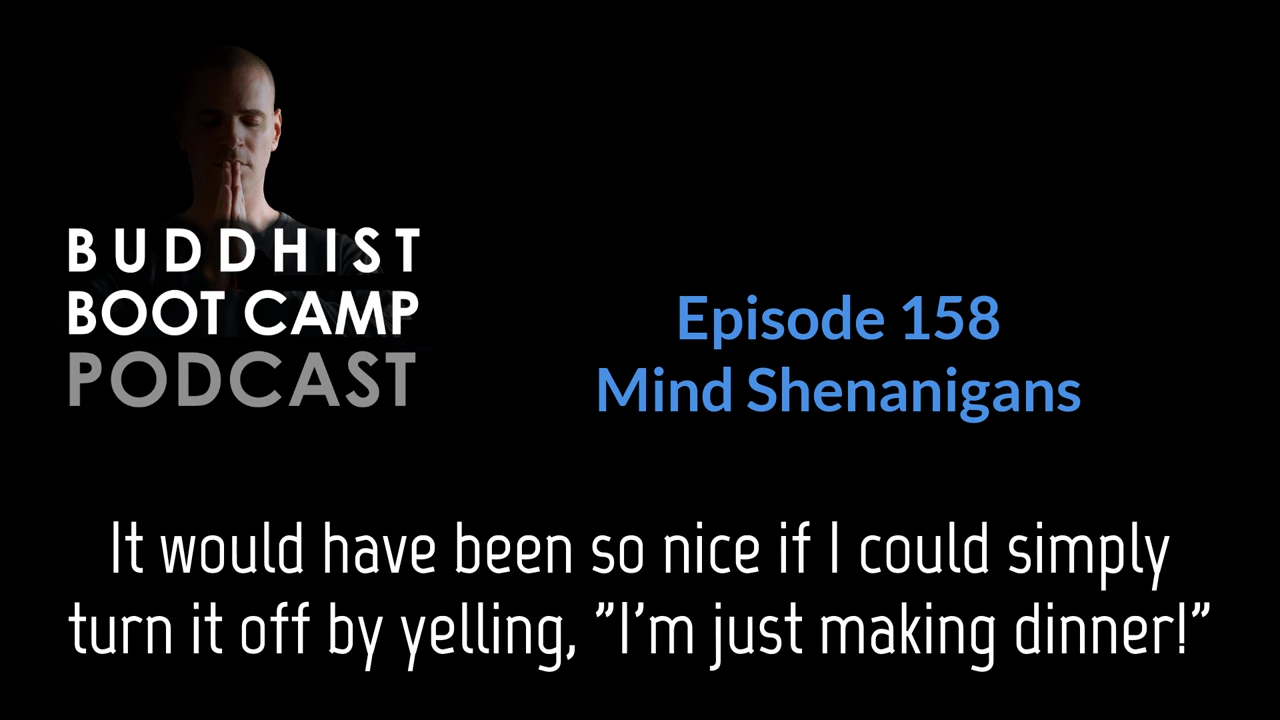 BUDDHIST
BOOT CAMP
PODCAST
Episode 158
Mind Shenanigans
It would have been so nice if I could simply
turn it off by yelling, ”I’m just making dinner!”